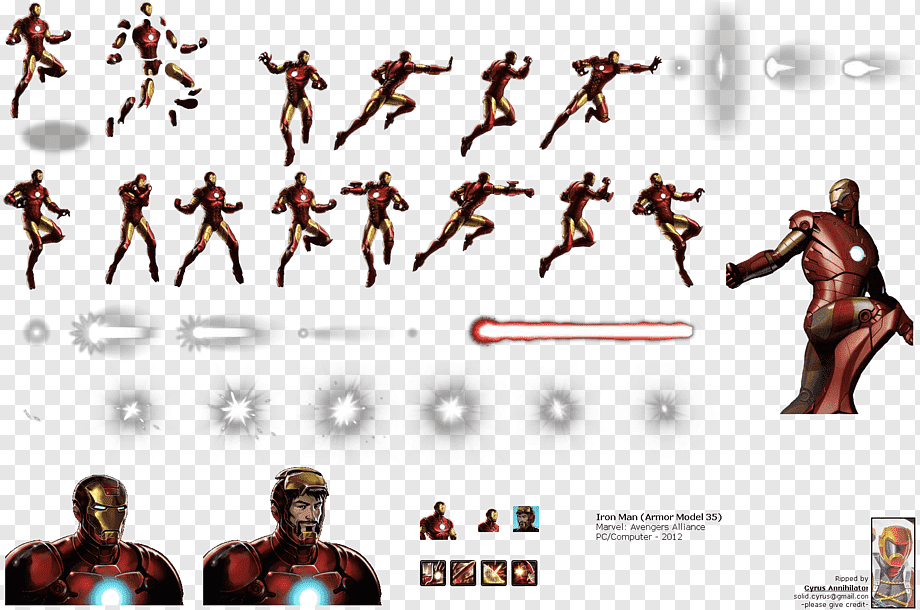 Iron Man (Armor Model 35)
Marvel: Avengers Alliance
PC/Computer - 2012
Ripped by
Cyrus Annihilator
solid.cyrus@gmail.com
-please give credit-